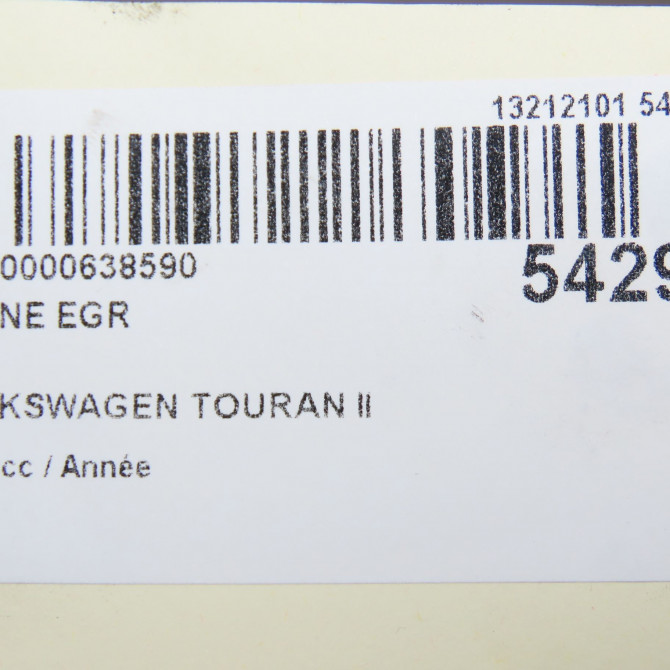 13212101 54
0000638590
5429
NE EGR
KSWAGEN TOURAN II
cc / Année